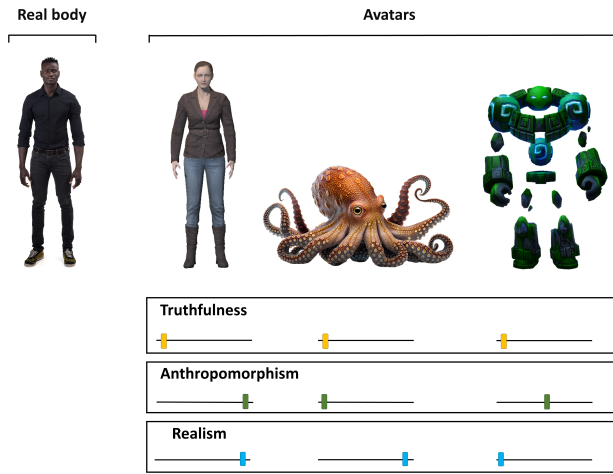 Real body
Avatars
Truthfulness
Anthropomorphism
Realism